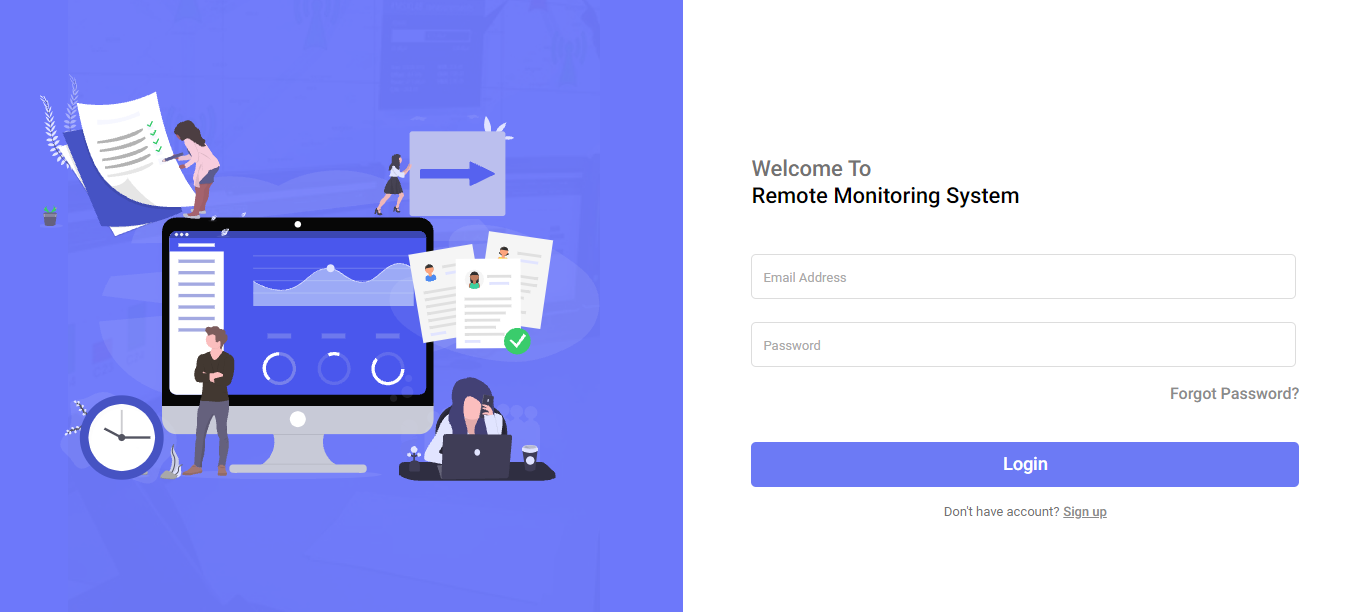 Welcome To
Remote Monitoring System
Email Address
Password
Forgot Password?
Login
Don't have account? Sign up